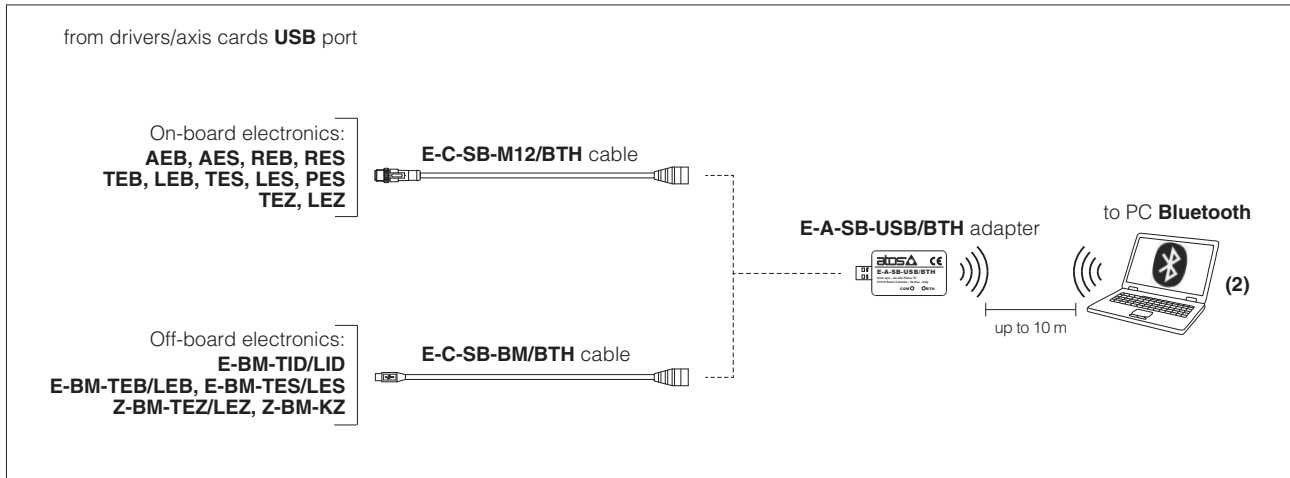 from drivers/axis cards USB port
On-board electronics:
AEB, AES, REB, RES
TEB, LEB, TES, LES, PES
TEZ, LEZ
E-C-SB-M12/BTH cable
E-A-SB-USB/BTH adapter
atos CE
E-A-SB-USB/BTH
COM BTH
to PC Bluetooth
(2)
up to 10 m
Off-board electronics:
E-BM-TID/LID
E-BM-TEB/LEB, E-BM-TES/LES
Z-BM-TEZ/LEZ, Z-BM-KZ
E-C-SB-BM/BTH cable